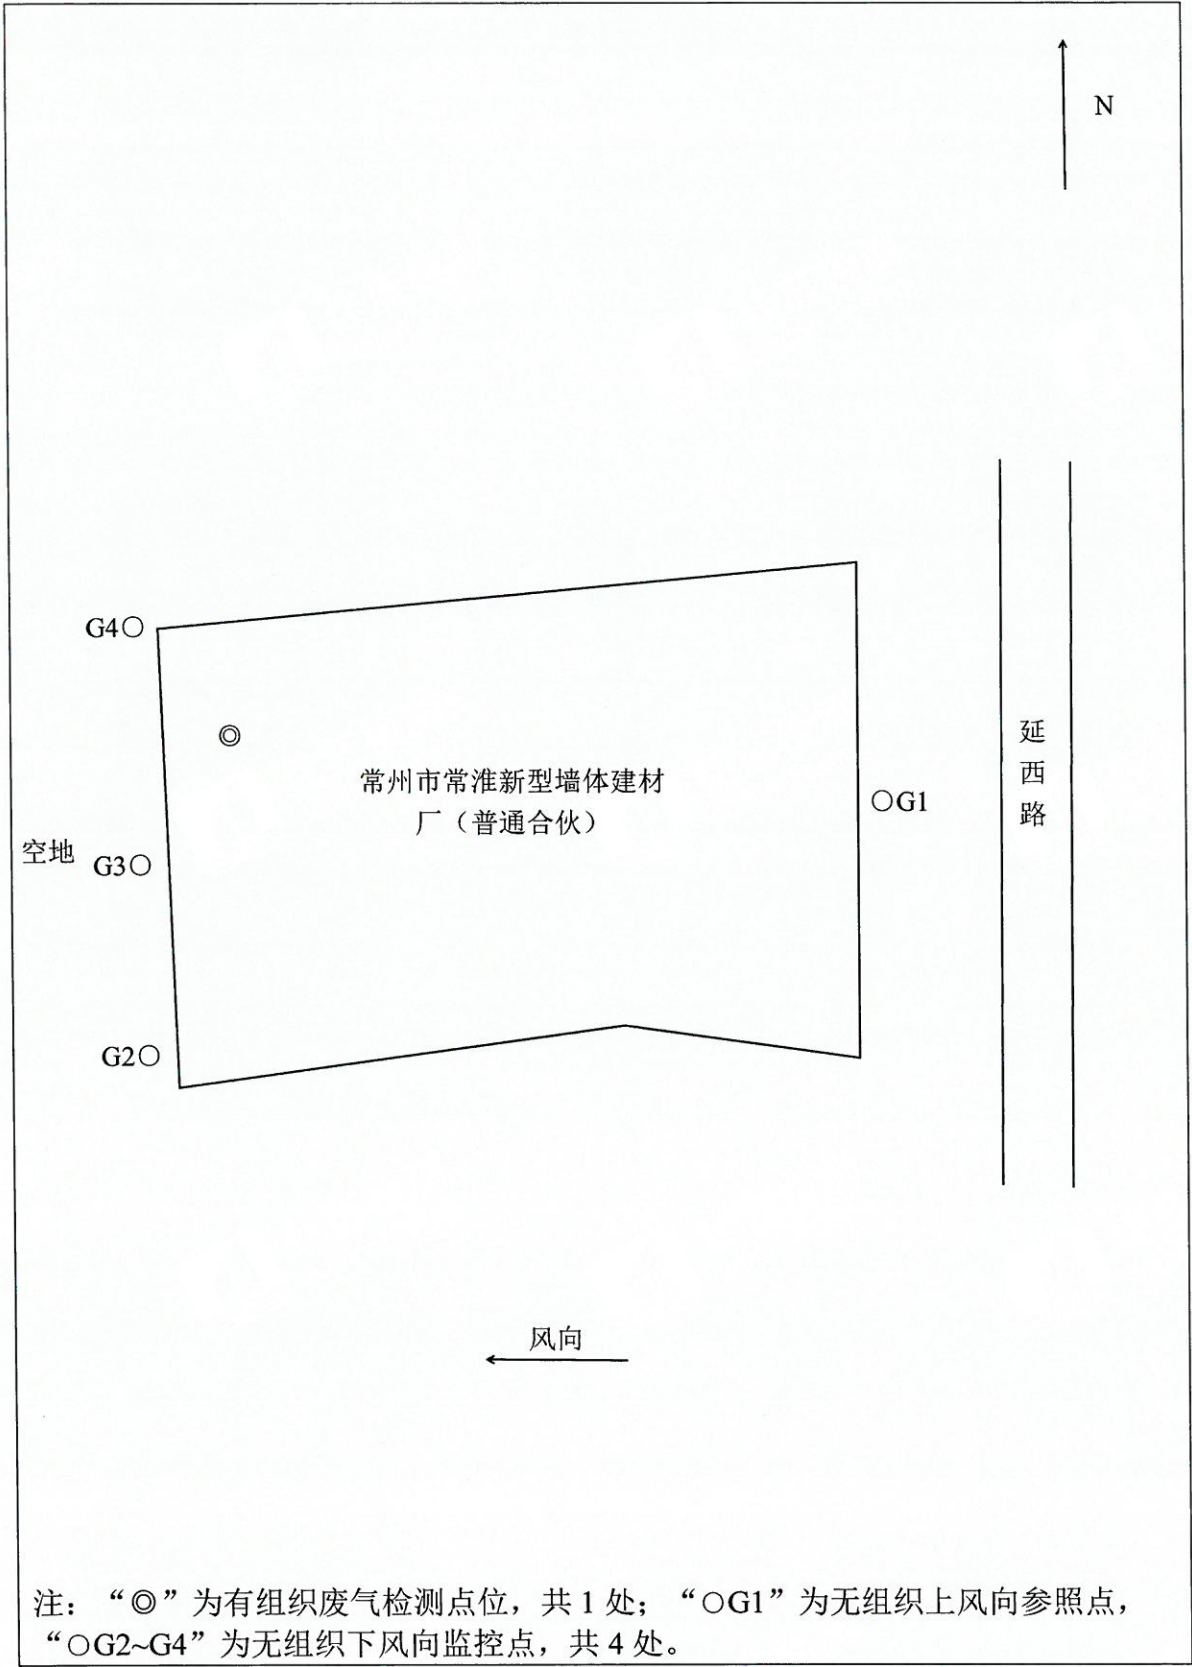 N
G4○
◎
常州市常淮新型墙体建材
厂（普通合伙）
○G1
延西路
空地
G3○
G2○
风向
注：“◎”为有组织废气检测点位，共1处；“○G1”为无组织上风向参照点，
“○G2~G4”为无组织下风向监控点，共4处。